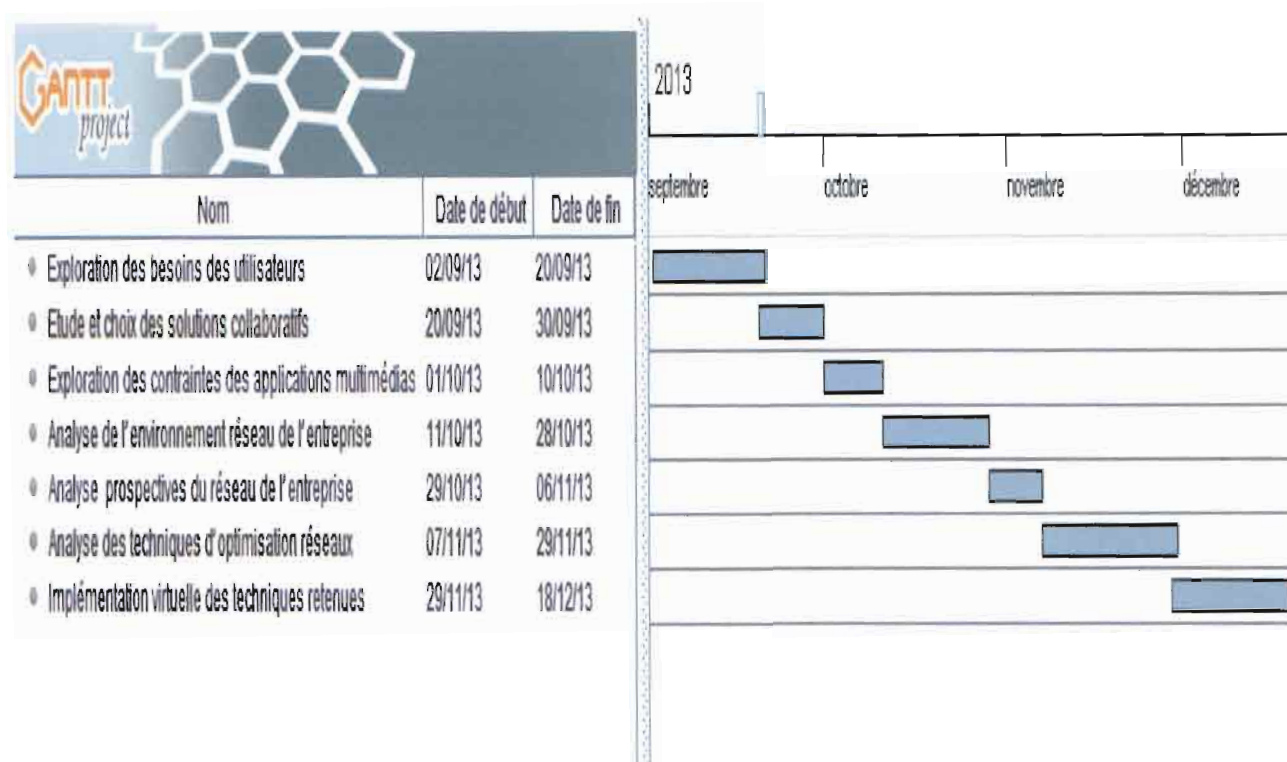 GANTT
project
2013
septembre octobre novembre décembre
Nom Date de début Date de fin
Exploration des besoins des utilisateurs 02/09/13 20/09/13
Etude et choix des solutions collaboratifs 20/09/13 30/09/13
Exploration des contraintes des applications multimédias 01/10/13 10/10/13
Analyse de l'environnement réseau de l'entreprise 11/10/13 28/10/13
Analyse prospectives du réseau de l'entreprise 29/10/13 06/11/13
Analyse des techniques d'optimisation réseaux 07/11/13 29/11/13
Implémentation virtuelle des techniques retenues 29/11/13 18/12/13